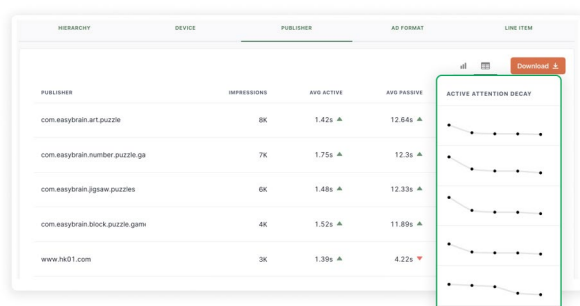 HIERARCHY DEVICE PUBLISHER AD FORMAT LINE ITEM
Download
PUBLISHER IMPRESSIONS AVG ACTIVE AVG PASSIVE ACTIVE ATTENTION DECAY
com.easybrain.art.puzzle 8K 1.42s 12.64s
com.easybrain.number.puzzle.ga 7K 1.75s 12.3s
com.easybrain.jigsaw.puzzles 6K 1.48s 12.33s
com.easybrain.block.puzzle.game 4K 1.52s 11.89s
www.hk01.com 3K 1.39s 4.22s